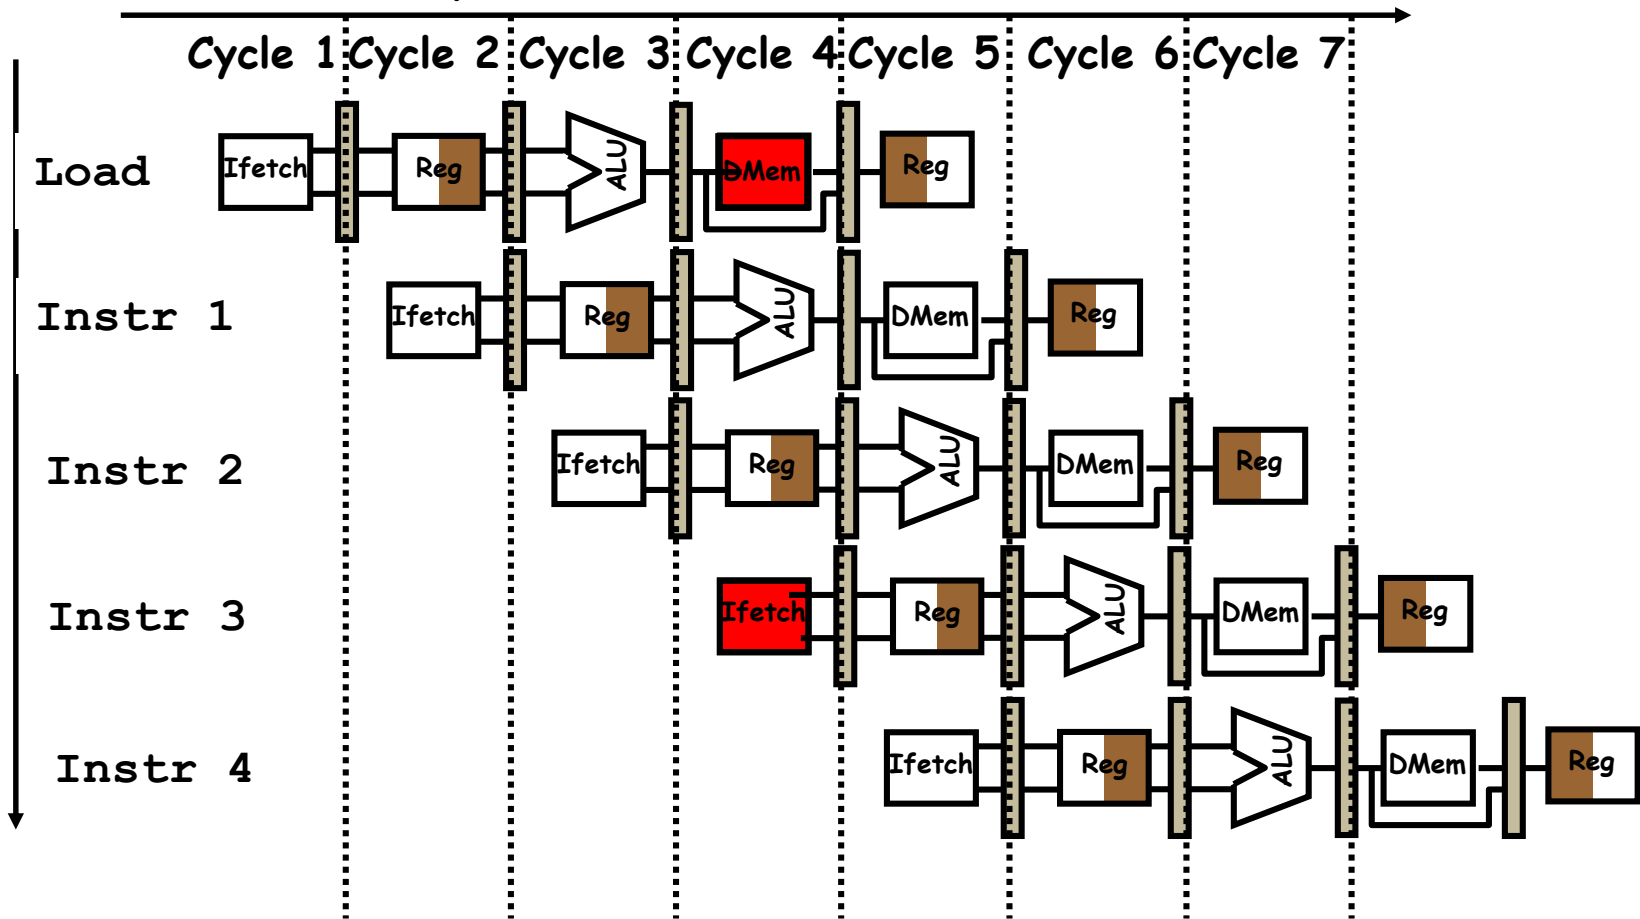 Cycle 1 Cycle 2 Cycle 3 Cycle 4 Cycle 5 Cycle 6 Cycle 7
Load Ifetch Reg ALU DMem Reg
Instr 1 Ifetch Reg ALU DMem Reg
Instr 2 Ifetch Reg ALU DMem Reg
Instr 3 Ifetch Reg ALU DMem Reg
Instr 4 Ifetch Reg ALU DMem Reg